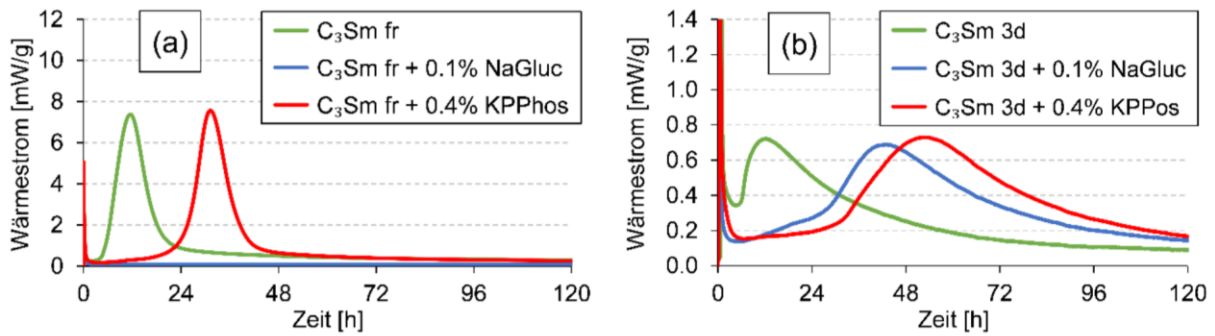 12
10
8
6
4
2
0
Wärmestrom [mW/g]
(a)
C₃Sm fr
C₃Sm fr + 0.1% NaGluc
C₃Sm fr + 0.4% KPPhos
0 24 48 72 96 120
Zeit [h]
1.4
1.2
1.0
0.8
0.6
0.4
0.2
0.0
Wärmestrom [mW/g]
(b)
C₃Sm 3d
C₃Sm 3d + 0.1% NaGluc
C₃Sm 3d + 0.4% KPPos
0 24 48 72 96 120
Zeit [h]